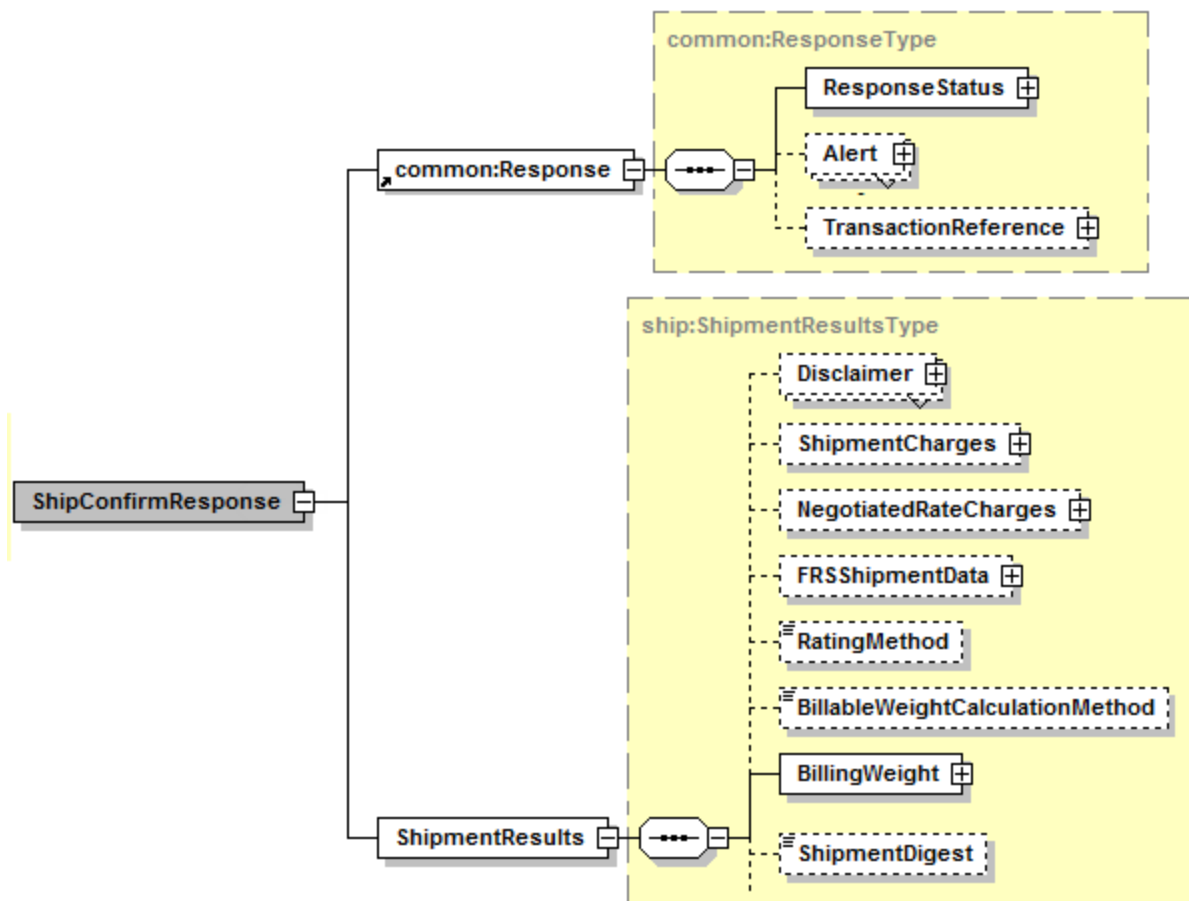 common:ResponseType
ResponseStatus
Alert
common:Response
TransactionReference
ship:ShipmentResultsType
Disclaimer
ShipmentCharges
ShipConfirmResponse
NegotiatedRateCharges
FRSShipmentData
RatingMethod
BillableWeightCalculationMethod
BillingWeight
ShipmentResults
ShipmentDigest